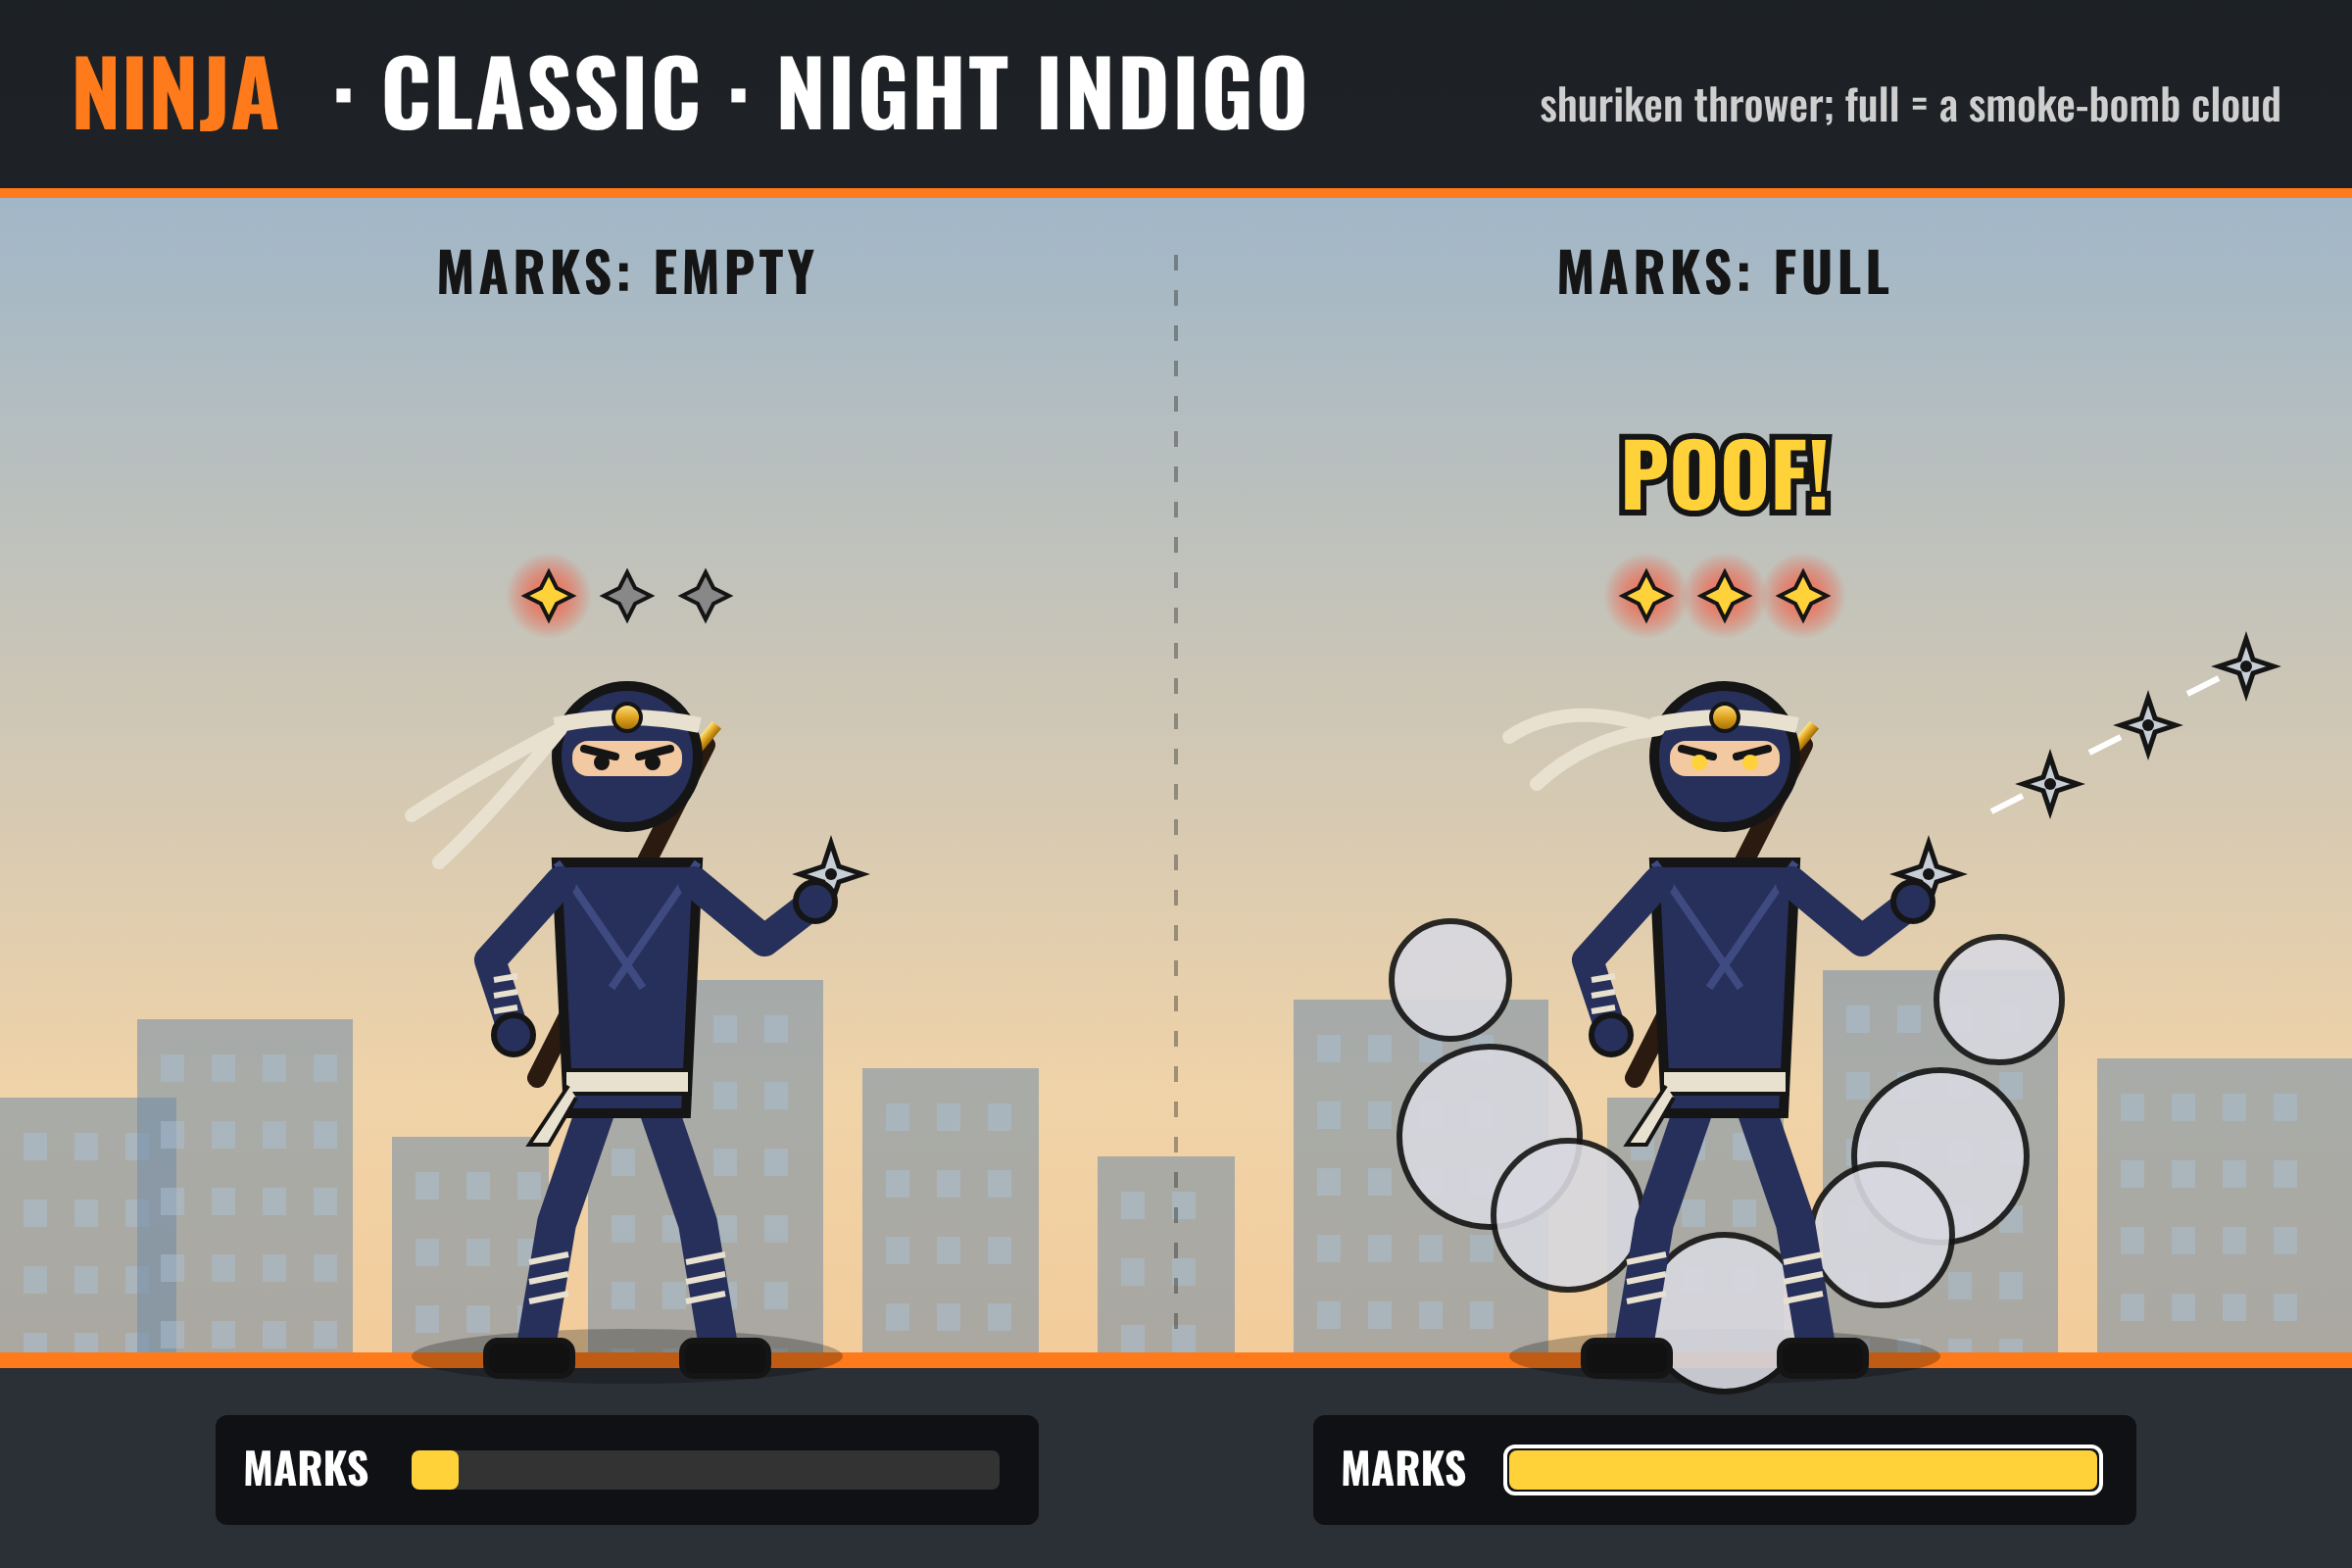 NINJA · CLASSIC · NIGHT INDIGO
shuriken thrower; full = a smoke-bomb cloud
MARKS: EMPTY
MARKS: FULL
POOF!
MARKS
MARKS